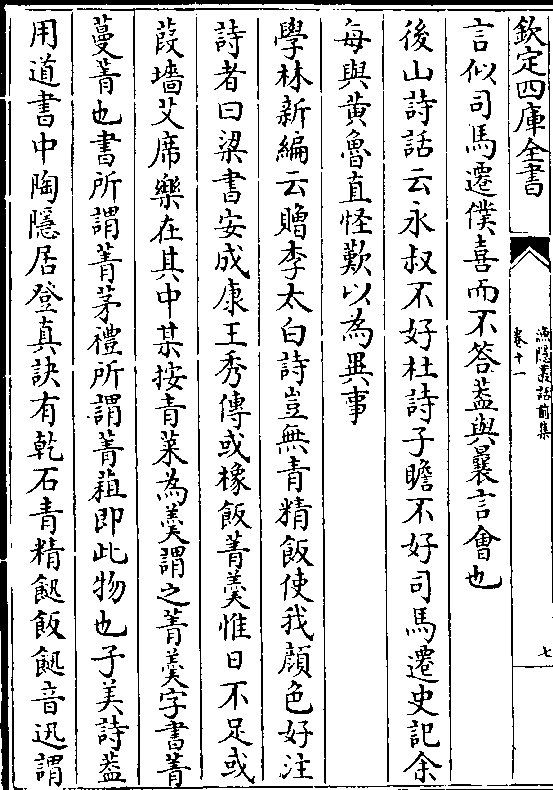 欽定四庫全書
漁隱叢話前集
卷十一
七
言似司馬遷僕喜而不答葢與曩言會也
後山詩話云永叔不好杜詩子瞻不好司馬遷史記余
每與黄魯直怪歎以為異事
學林新編云贈李太白詩豈無青精飯使我顔色好注
詩者曰梁書安成康王秀傳或橡飯菁羮惟日不足或
葭墻艾席樂在其中某按青菜為羮謂之菁羮字書菁
蔓菁也書所謂菁茅禮所謂菁葅即此物也子美詩葢
用道書中陶隱居登真訣有乾石青精䭀飯䭀音迅謂